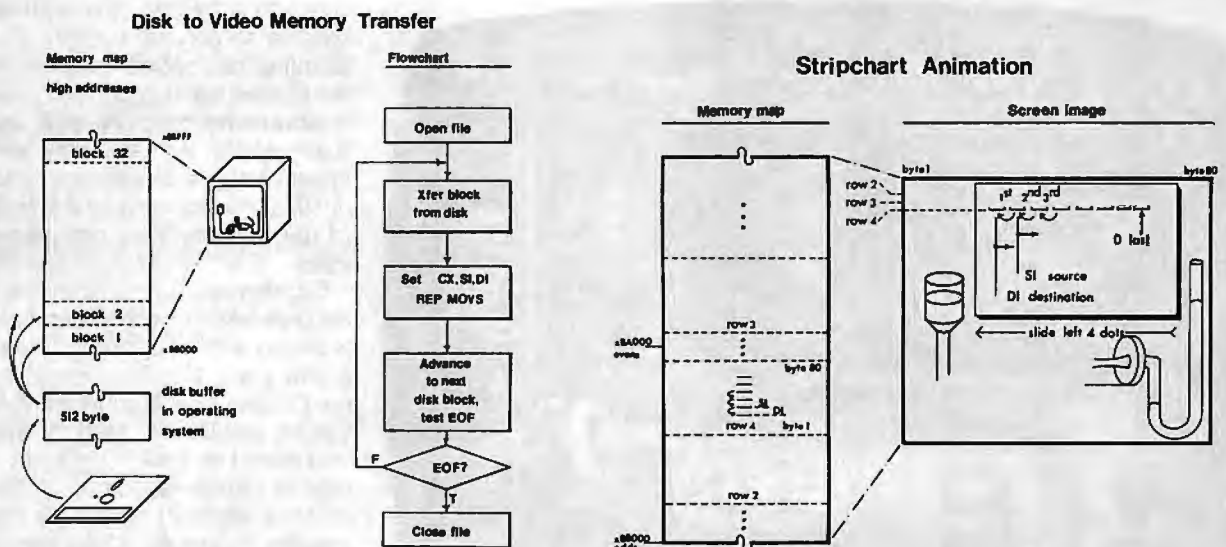 Disk to Video Memory Transfer
Memory map
high addresses
block 32
block 2
block 1
512 byte
disk buffer
in operating
system
Flowchart
Open file
Xfer block
from disk
Set CX,SI,DI
REP MOVS
Advance
to next
disk block,
test EOF
EOF?
F
T
Close file
Stripchart Animation
Memory map
row 3
byte 80
SI
DI
row 4
byte 1
row 2
evens
Screen Image
byte 1
byte 80
row 2
row 3
row 4
1st
2nd
3rd
0 last
SI source
DI destination
slide left 4 dots